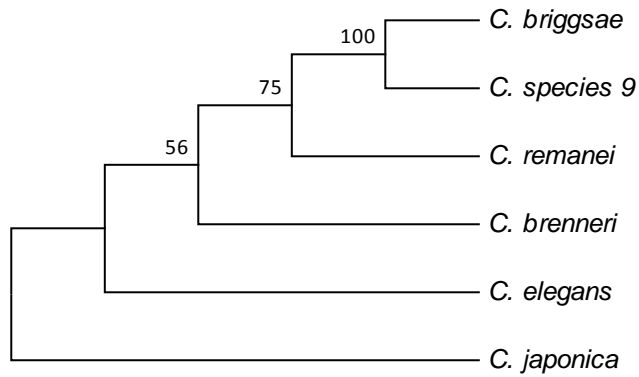 100
C. briggsae
C. species 9
75
C. remanei
56
C. brenneri
C. elegans
C. japonica